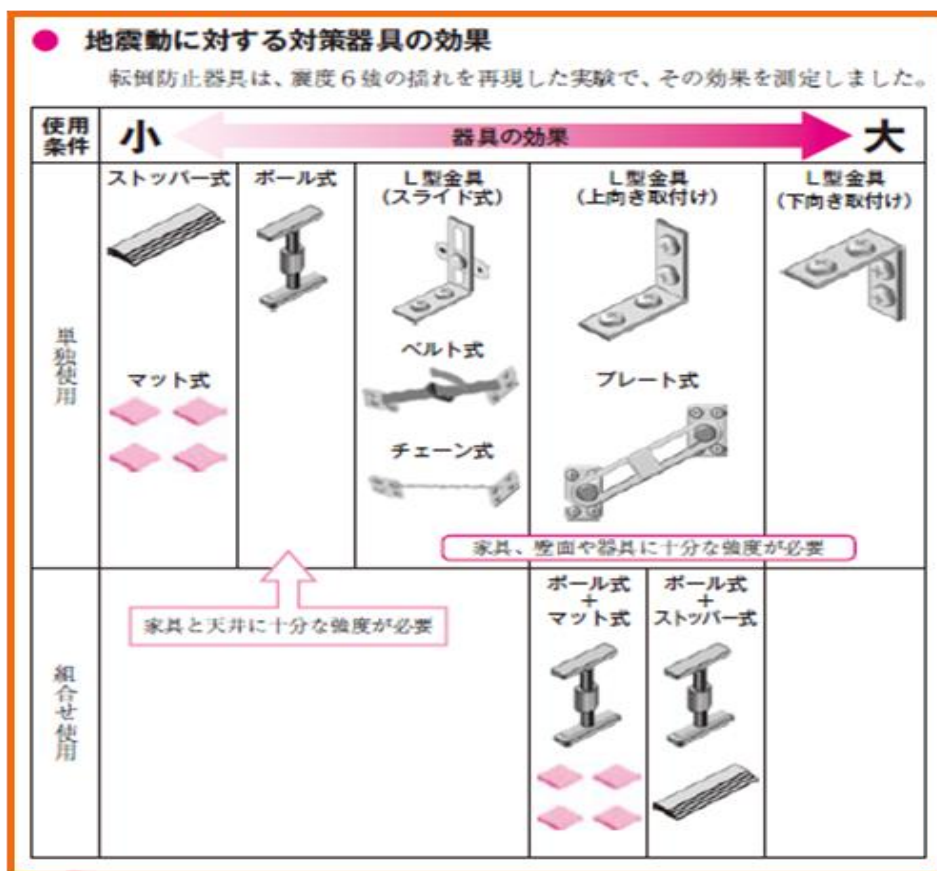 ● 地震動に対する対策器具の効果
転倒防止器具は、震度6強の揺れを再現した実験で、その効果を測定しました。
使用
条件
小
器具の効果
大
単独使用
ストッパー式
マット式
ポール式
L型金具
(スライド式)
ベルト式
チェーン式
L型金具
(上向き取付け)
プレート式
L型金具
(下向き取付け)
家具、壁面や器具に十分な強度が必要
家具と天井に十分な強度が必要
組合せ使用
ポール式
+
マット式
ポール式
+
ストッパー式